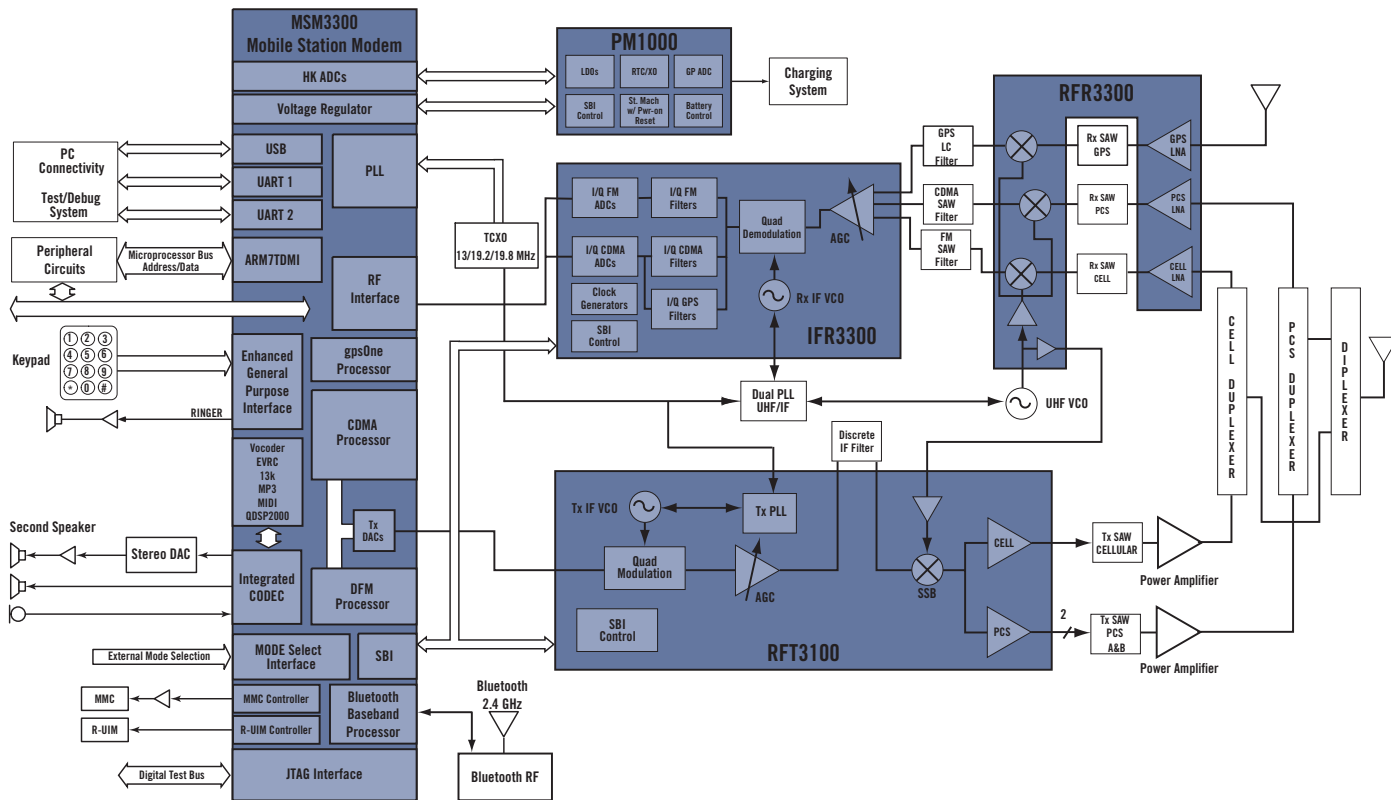 MSM3300
Mobile Station Modem
HK ADCs
Voltage Regulator
USB
UART 1
UART 2
PLL
ARM7TDMI
RF
Interface
Enhanced
General
Purpose
Interface
gpsOne
Processor
CDMA
Processor
Vocoder
EVRC
13k
MP3
MIDI
QDSP2000
Tx
DACs
Integrated
CODEC
DFM
Processor
MODE Select
Interface
SBI
MMC Controller
R-UIM Controller
Bluetooth
Baseband
Processor
JTAG Interface
PC
Connectivity
Test/Debug
System
Peripheral
Circuits
Microprocessor Bus
Address/Data
Keypad
1 2 3
4 5 6
7 8 9
* 0 #
RINGER
Second Speaker
Stereo DAC
External Mode Selection
MMC
R-UIM
Digital Test Bus
PM1000
LDOs
RTC/XO
GP ADC
SBI
Control
St. Mach
w/ Pwr-on
Reset
Battery
Control
Charging
System
TCXO
13/19.2/19.8 MHz
I/Q FM
ADCs
I/Q FM
Filters
I/Q CDMA
ADCs
I/Q CDMA
Filters
Clock
Generators
I/Q GPS
Filters
SBI
Control
Quad
Demodulation
AGC
Rx IF VCO
IFR3300
GPS
LC
Filter
CDMA
SAW
Filter
FM
SAW
Filter
RFR3300
Rx SAW
GPS
GPS
LNA
Rx SAW
PCS
PCS
LNA
Rx SAW
CELL
CELL
LNA
Dual PLL
UHF/IF
UHF VCO
Discrete
IF Filter
CELL DUPLEXER
PCS DUPLEXER
DIPLEXER
Tx IF VCO
Tx PLL
Quad
Modulation
AGC
SBI
Control
SSB
CELL
PCS
RFT3100
2
Tx SAW
CELLULAR
Power Amplifier
Tx SAW
PCS
A&B
Power Amplifier
Bluetooth
2.4 GHz
Bluetooth RF